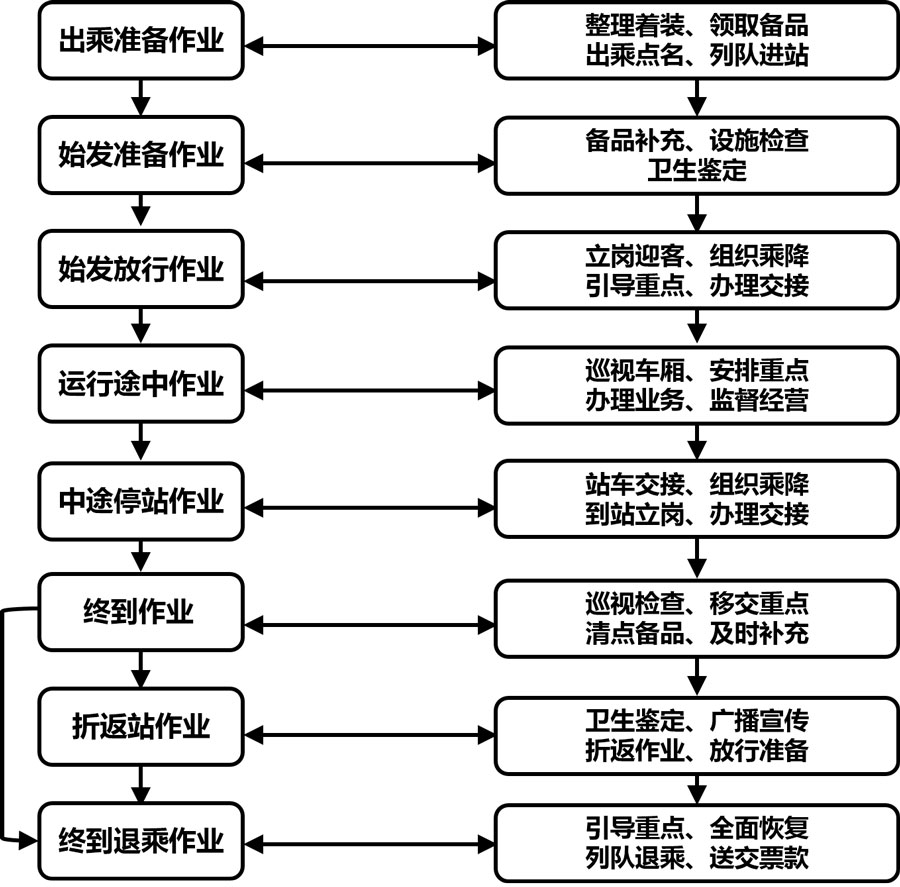 出乘准备作业
整理着装、领取备品
出乘点名、列队进站
始发准备作业
备品补充、设施检查
卫生鉴定
始发放行作业
立岗迎客、组织乘降
引导重点、办理交接
运行途中作业
巡视车厢、安排重点
办理业务、监督经营
中途停站作业
站车交接、组织乘降
到站立岗、办理交接
终到作业
巡视检查、移交重点
清点备品、及时补充
折返站作业
卫生鉴定、广播宣传
折返作业、放行准备
终到退乘作业
引导重点、全面恢复
列队退乘、送交票款